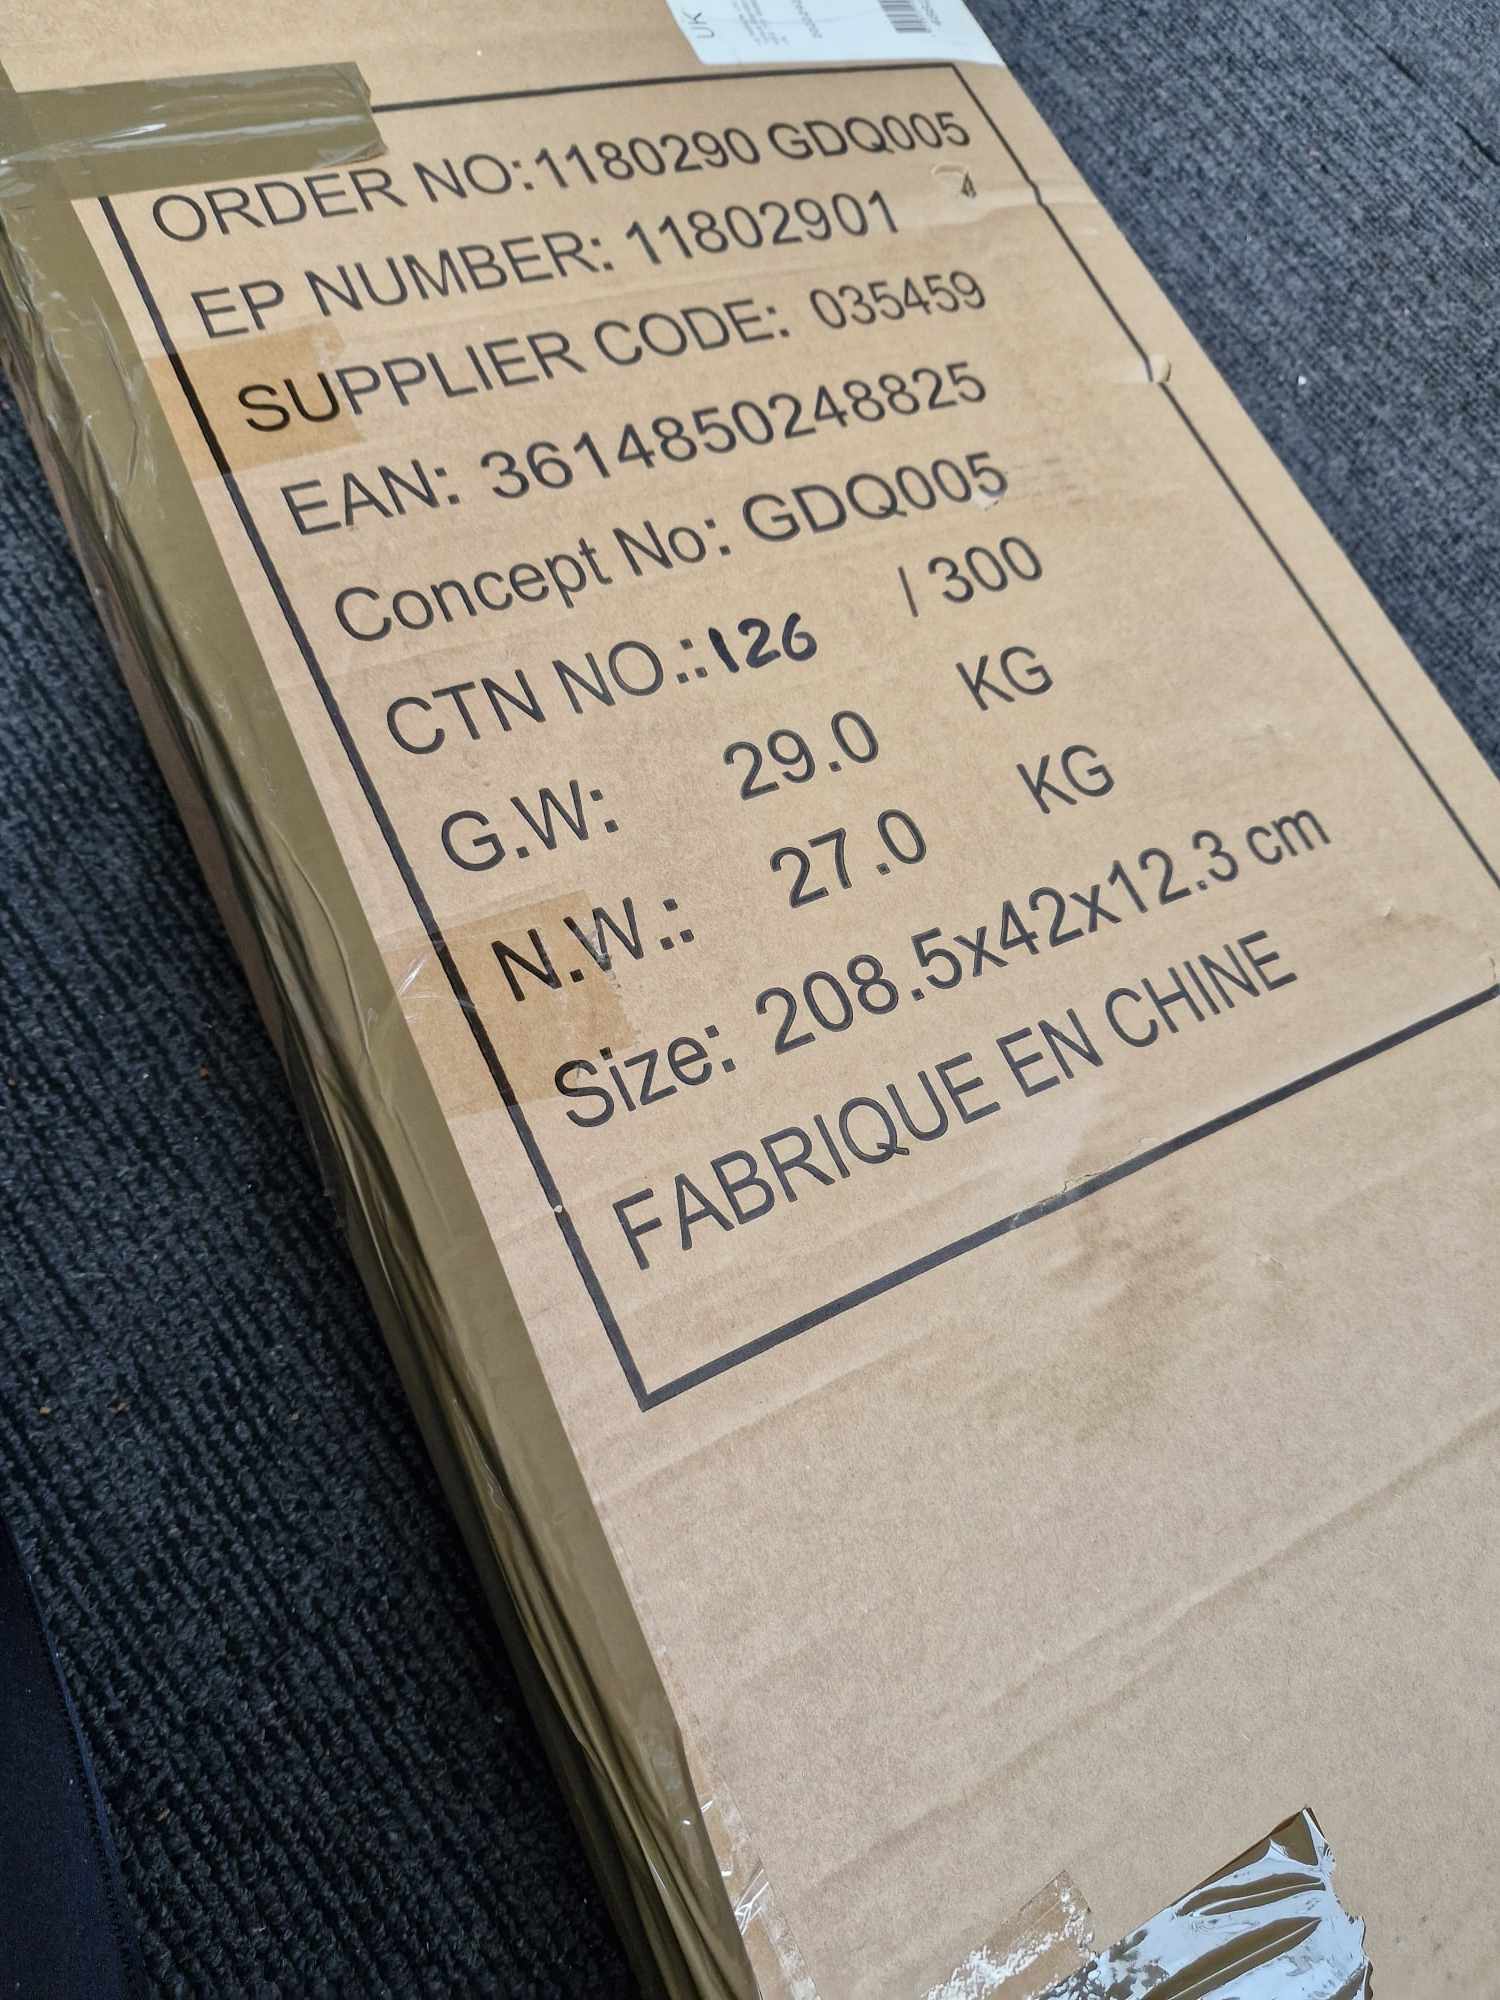 UK
ORDER NO:1180290 GDQ005
EP NUMBER: 11802901
SUPPLIER CODE: 035459
EAN: 3614850248825
Concept No: GDQ005
CTN NO.:126 / 300
G.W: 29.0 KG
N.W.: 27.0 KG
Size: 208.5x42x12.3 cm
FABRIQUE EN CHINE